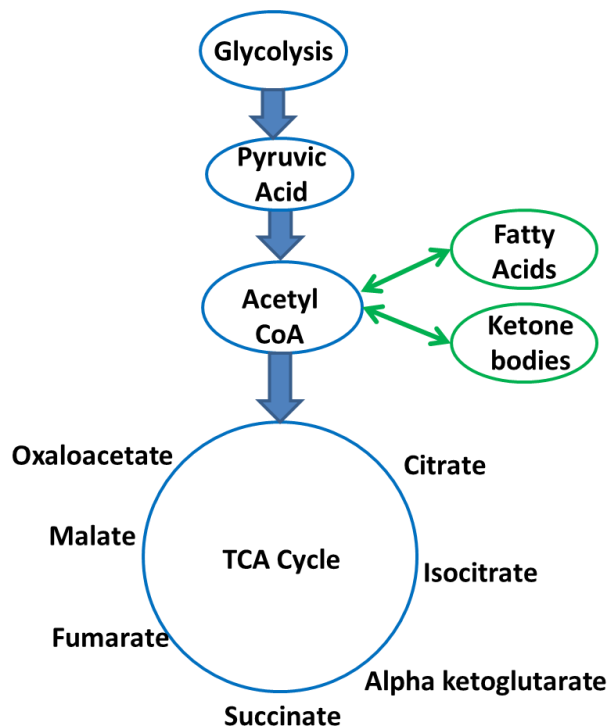 Glycolysis
Pyruvic
Acid
Acetyl
CoA
Fatty
Acids
Ketone
bodies
Oxaloacetate
Citrate
Malate
TCA Cycle
Isocitrate
Fumarate
Alpha ketoglutarate
Succinate